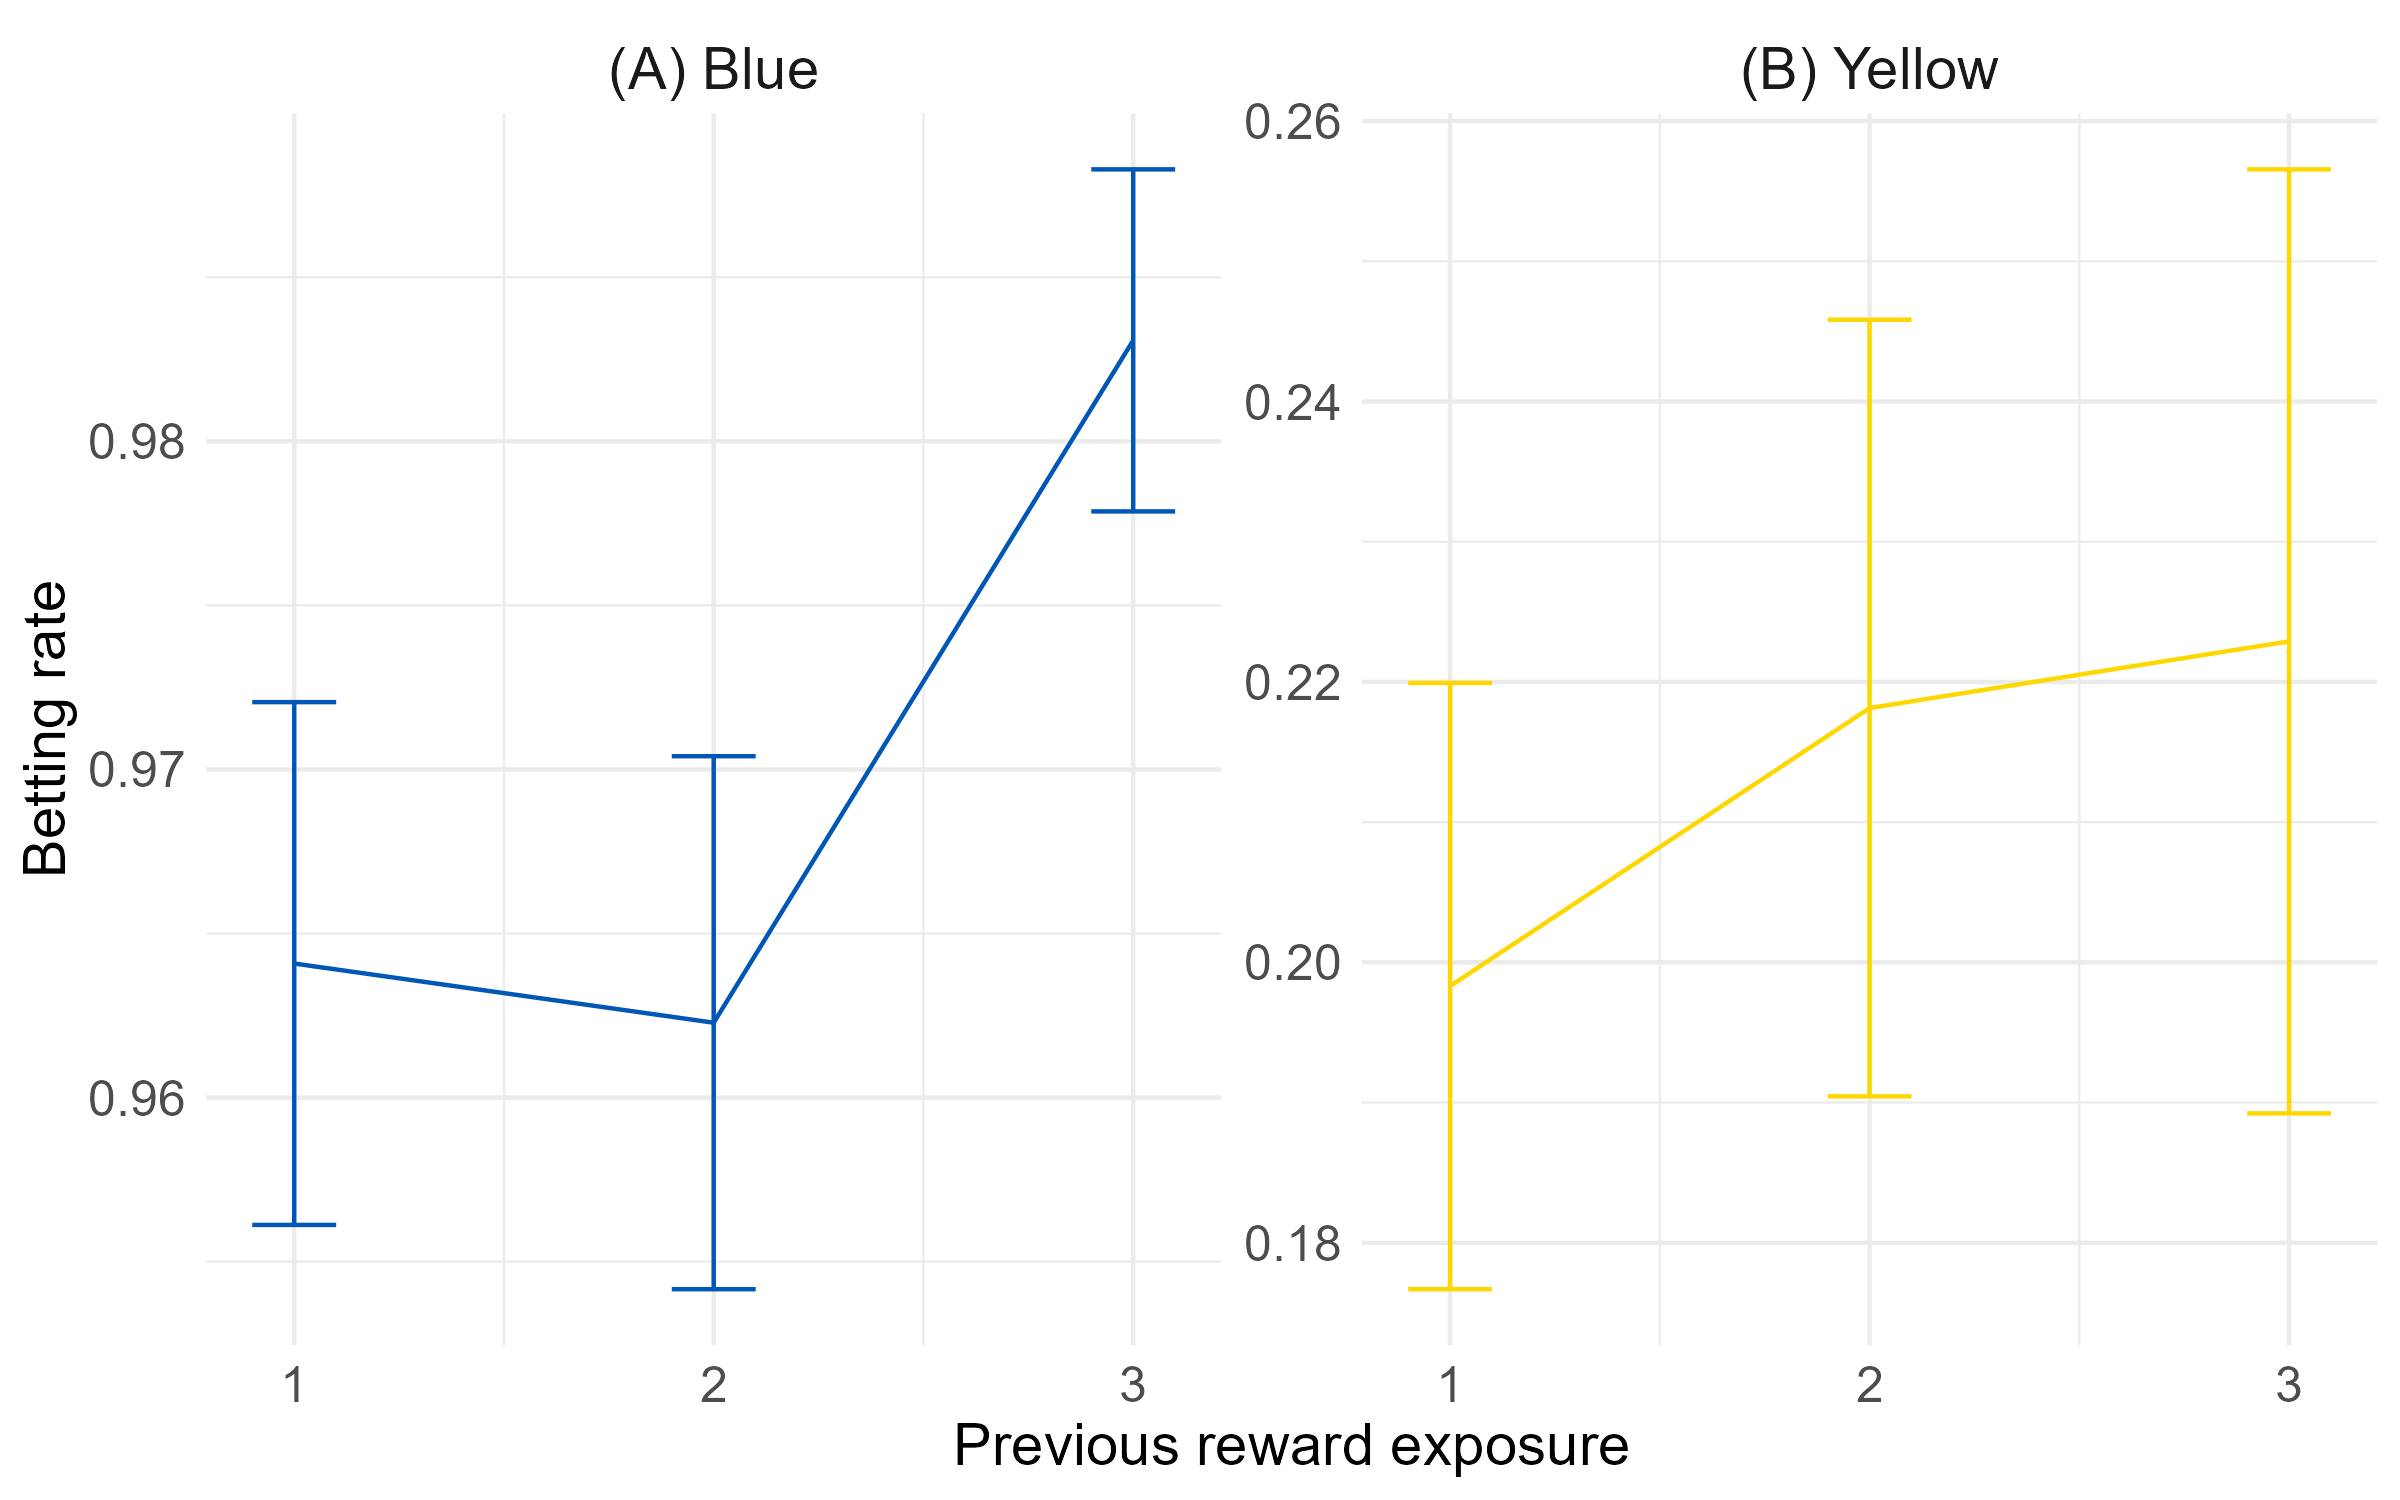 (A) Blue
(B) Yellow
Betting rate
0.98
0.97
0.96
0.26
0.24
0.22
0.20
0.18
1 2 3
1 2 3
Previous reward exposure